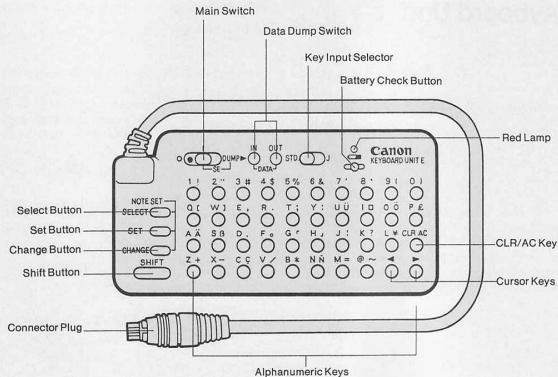 Main Switch
Data Dump Switch
Key Input Selector
Battery Check Button
Red Lamp
IN OUT
DUMP STD. J
SE DATA
Canon
KEYBOARD UNIT E
1 ! 2 " 3 # 4 $ 5 % 6 & 7 ' 8 ' 9 ( 0 )
NOTE SET
Q [ W ] E , R . T ; Y : U Ü I ¤ O Ö P £
Select Button
SELECT
A Ä S ß D F G H J K ? L ¥ CLR AC
Set Button
SET
CLR/AC Key
Change Button
CHANGE
SHIFT
Shift Button
Z + X − C Ç V / B * N Ñ M = @ ~
Cursor Keys
Connector Plug
Alphanumeric Keys